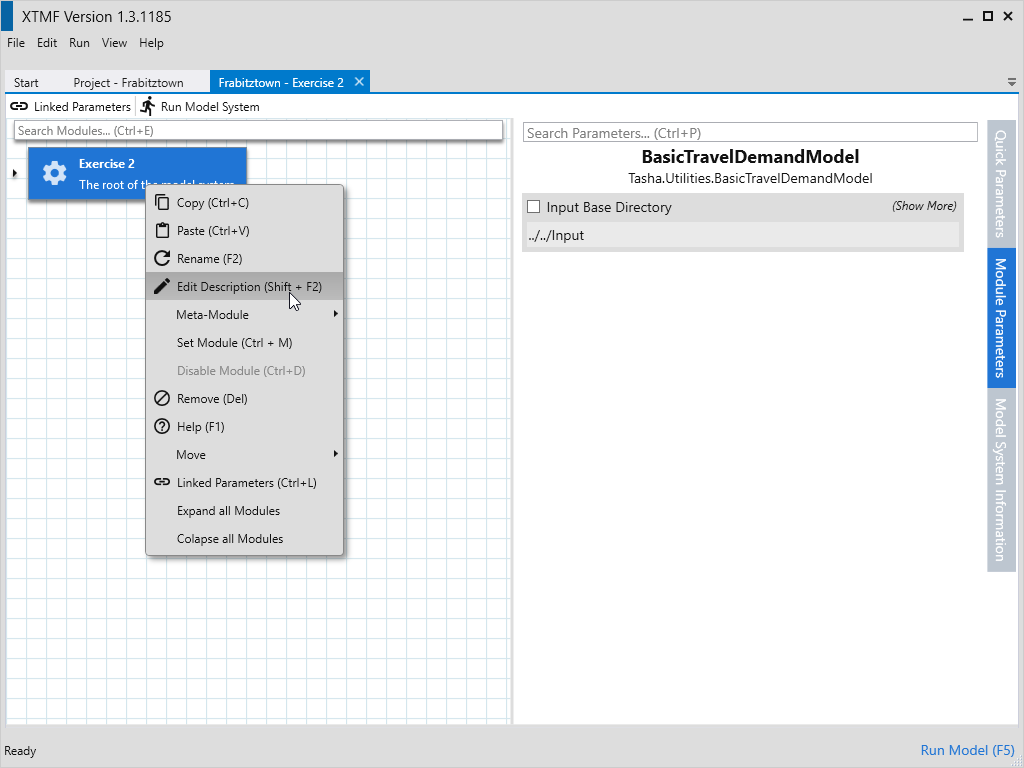 XTMF Version 1.3.1185
File Edit Run View Help
Start Project - Frabitztown Frabitztown - Exercise 2
Linked Parameters Run Model System
Search Modules... (Ctrl+E)
Exercise 2
The root of the model system
Copy (Ctrl+C)
Paste (Ctrl+V)
Rename (F2)
Edit Description (Shift + F2)
Meta-Module
Set Module (Ctrl + M)
Disable Module (Ctrl+D)
Remove (Del)
Help (F1)
Move
Linked Parameters (Ctrl+L)
Expand all Modules
Colapse all Modules
Search Parameters... (Ctrl+P)
BasicTravelDemandModel
Tasha.Utilities.BasicTravelDemandModel
Input Base Directory (Show More)
../../Input
Quick Parameters
Module Parameters
Model System Information
Ready
Run Model (F5)